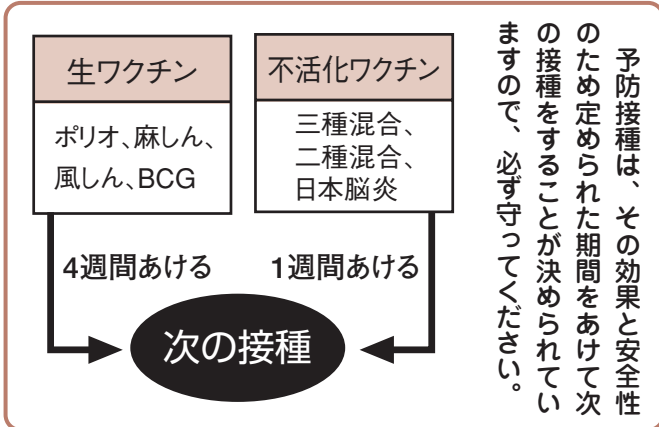 予防接種は、その効果と安全性
のため定められた期間をあけて次
の接種をすることが決められてい
ますので、必ず守ってください。
生ワクチン
ポリオ、麻しん、
風しん、BCG
4週間あける
不活化ワクチン
三種混合、
二種混合、
日本脳炎
1週間あける
次の接種